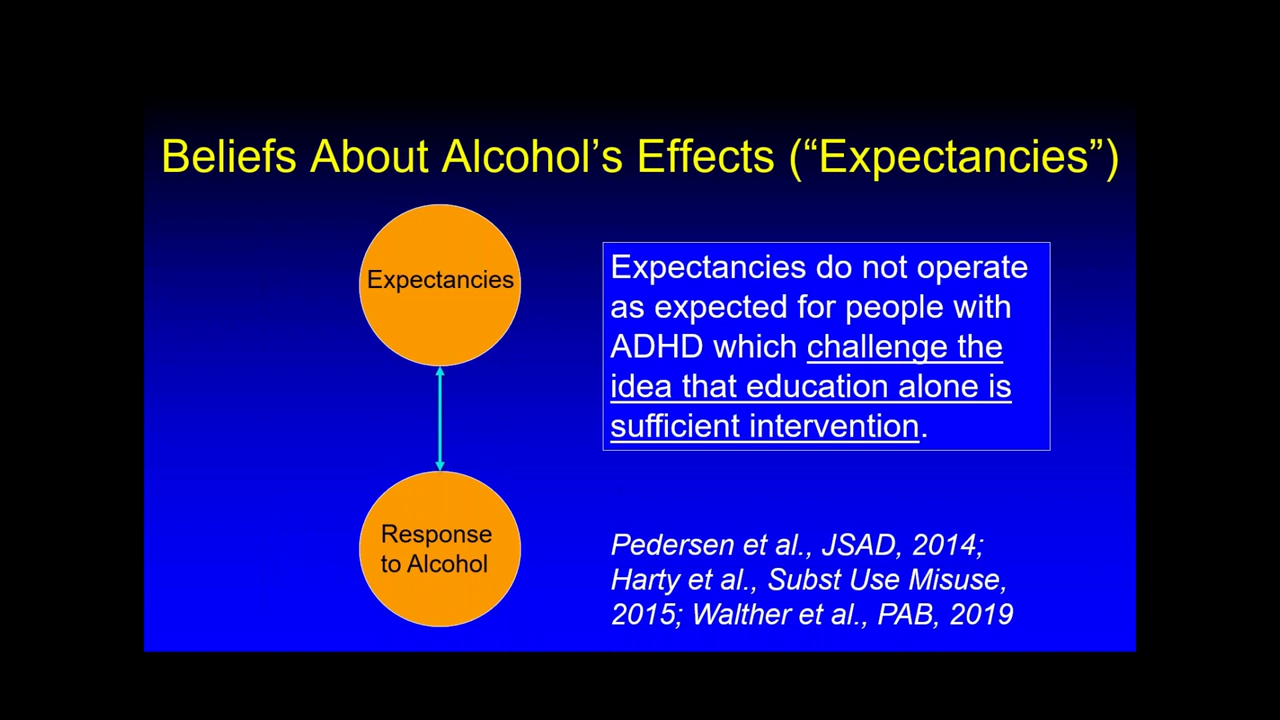 Beliefs About Alcohol’s Effects (“Expectancies”)
Expectancies
Expectancies do not operate
as expected for people with
ADHD which challenge the
idea that education alone is
sufficient intervention.
Response
to Alcohol
Pedersen et al., JSAD, 2014;
Harty et al., Subst Use Misuse,
2015; Walther et al., PAB, 2019